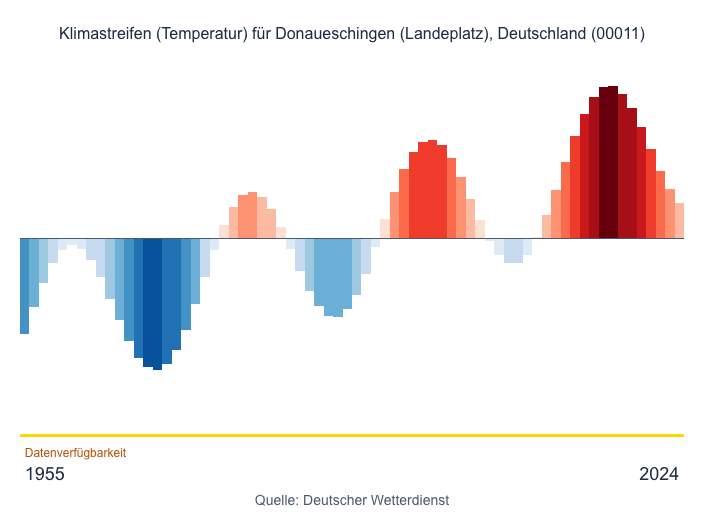 Klimastreifen (Temperatur) für Donaueschingen (Landeplatz), Deutschland (00011)
Datenverfügbarkeit
1955 2024
Quelle: Deutscher Wetterdienst